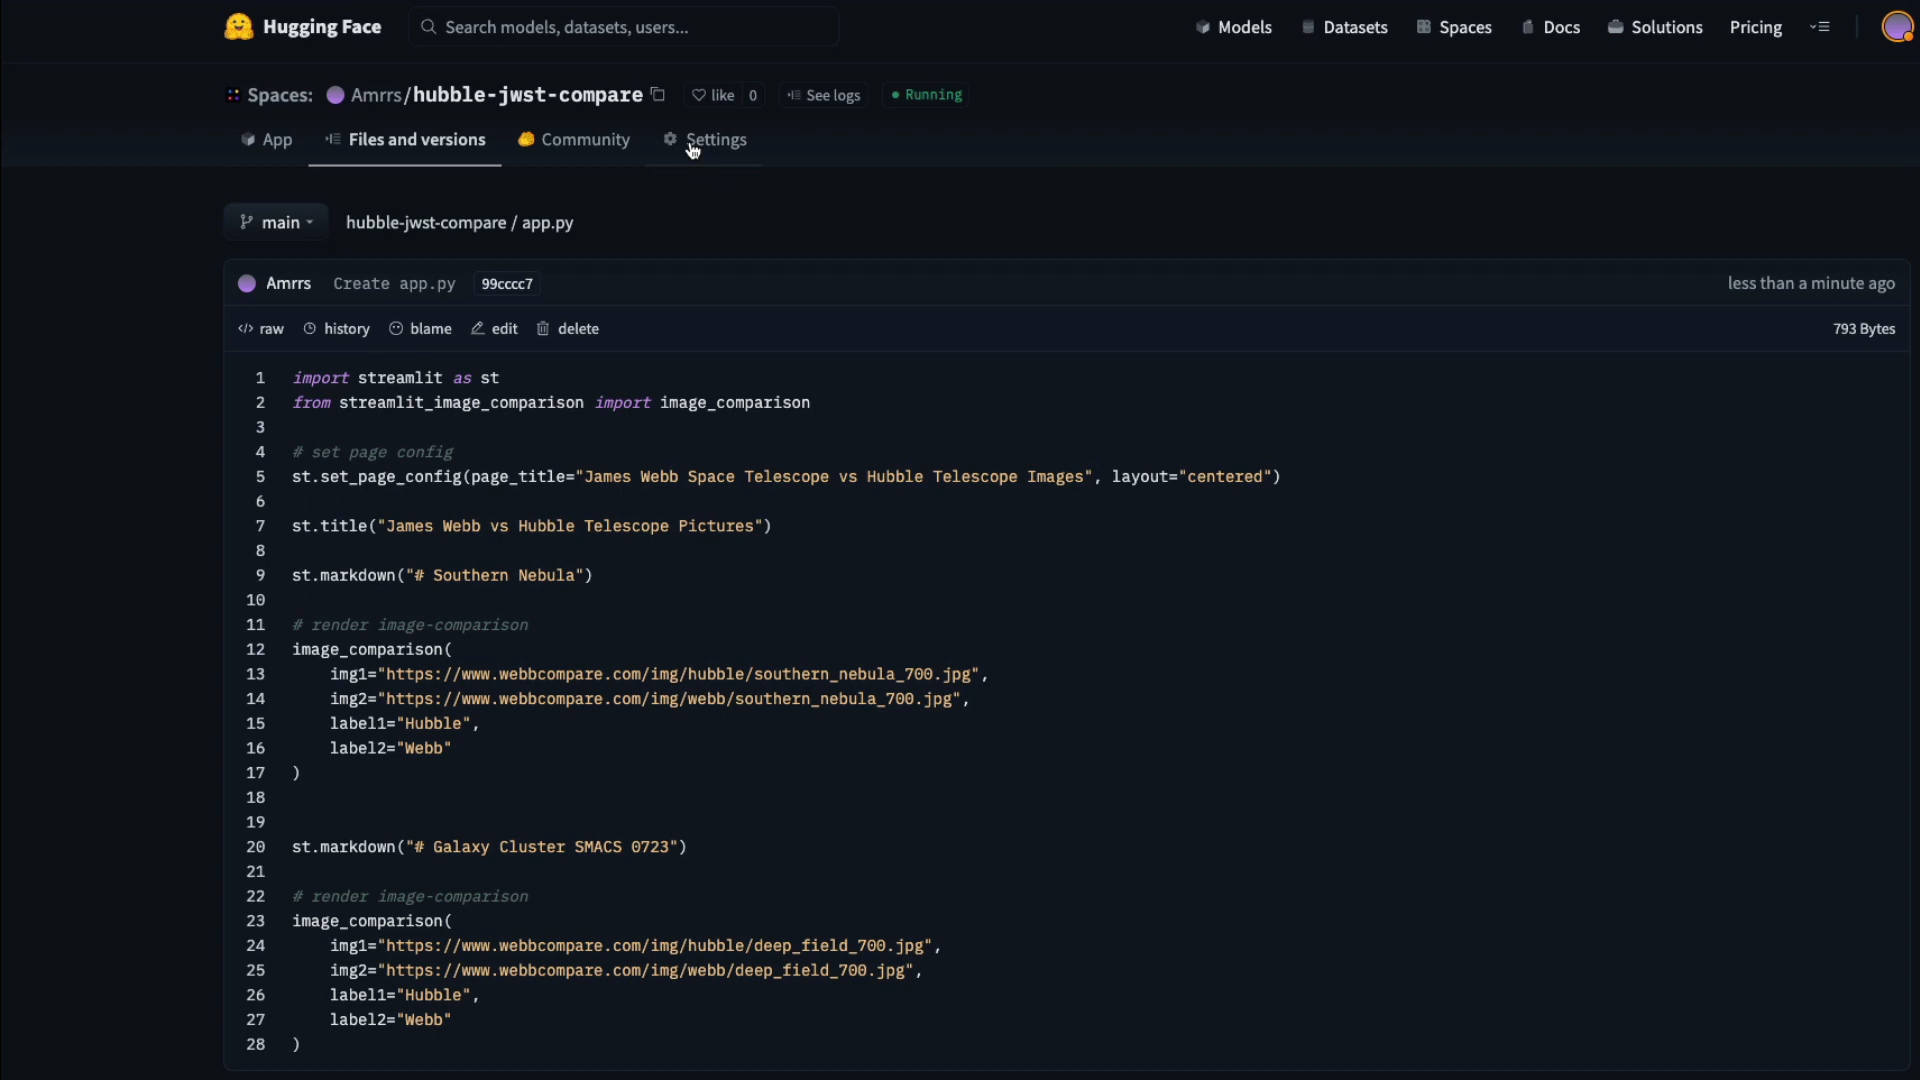 Hugging Face Search models, datasets, users... Models Datasets Spaces Docs Solutions Pricing
Spaces: Amrrs/hubble-jwst-compare like 0 See logs Running
App Files and versions Community Settings
main hubble-jwst-compare / app.py
Amrrs Create app.py 99cccc7 less than a minute ago
raw history blame edit delete 793 Bytes
1 import streamlit as st
2 from streamlit_image_comparison import image_comparison
3
4 # set page config
5 st.set_page_config(page_title="James Webb Space Telescope vs Hubble Telescope Images", layout="centered")
6
7 st.title("James Webb vs Hubble Telescope Pictures")
8
9 st.markdown("# Southern Nebula")
10
11 # render image-comparison
12 image_comparison(
13 img1="https://www.webbcompare.com/img/hubble/southern_nebula_700.jpg",
14 img2="https://www.webbcompare.com/img/webb/southern_nebula_700.jpg",
15 label1="Hubble",
16 label2="Webb"
17 )
18
19
20 st.markdown("# Galaxy Cluster SMACS 0723")
21
22 # render image-comparison
23 image_comparison(
24 img1="https://www.webbcompare.com/img/hubble/deep_field_700.jpg",
25 img2="https://www.webbcompare.com/img/webb/deep_field_700.jpg",
26 label1="Hubble",
27 label2="Webb"
28 )